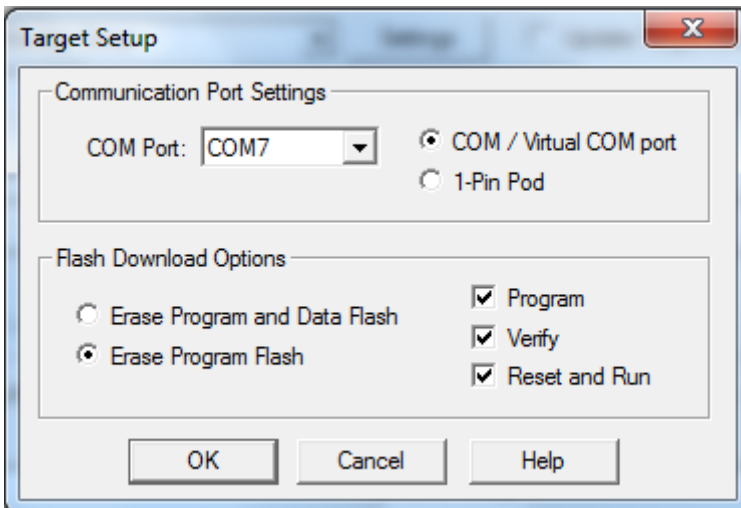 Target Setup
Settings
Communication Port Settings
COM Port: COM7
COM / Virtual COM port
1-Pin Pod
Flash Download Options
Erase Program and Data Flash
Erase Program Flash
Program
Verify
Reset and Run
OK
Cancel
Help